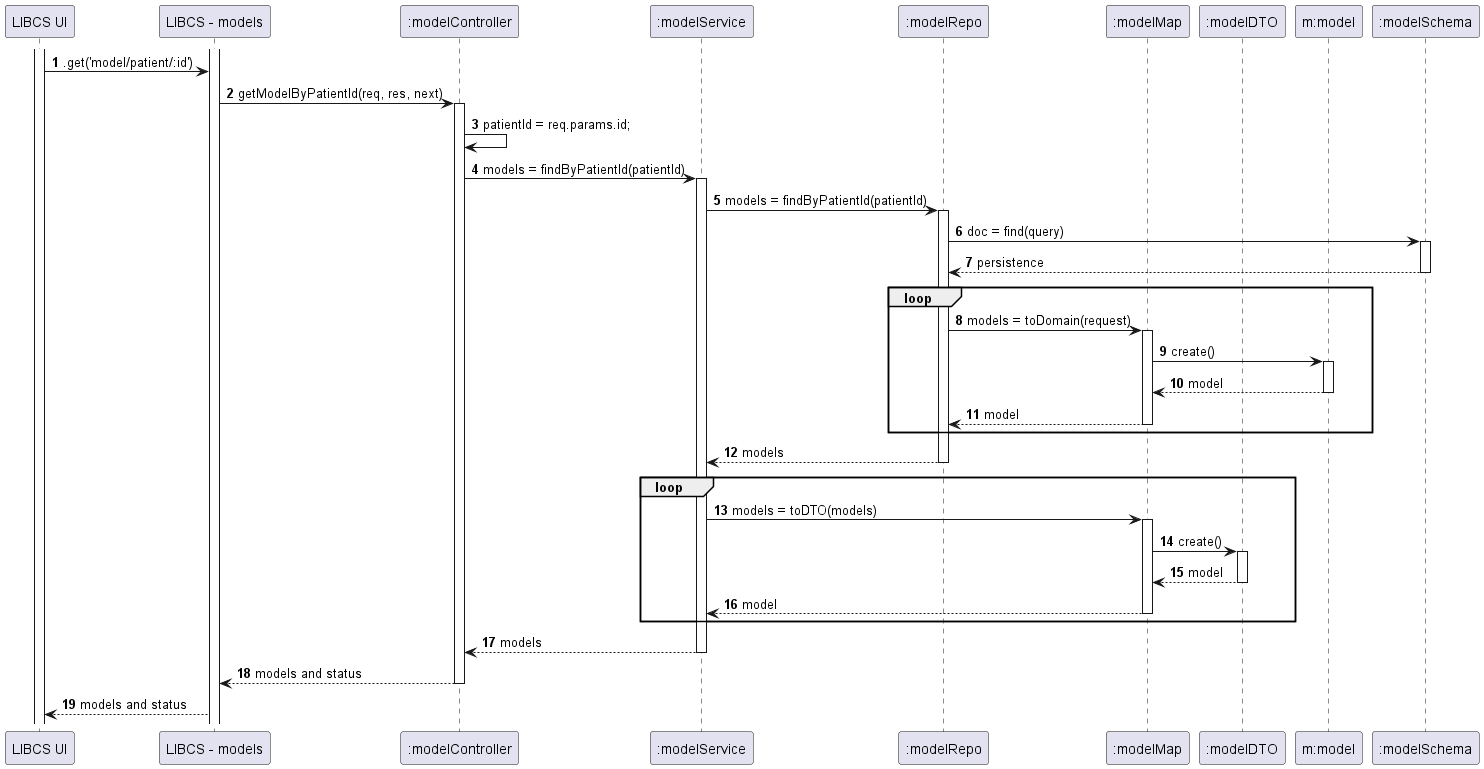 LIBCS UI
LIBCS - models
:modelController
:modelService
:modelRepo
:modelMap
:modelDTO
m:model
:modelSchema
1 .get('model/patient/:id')
2 getModelByPatientId(req, res, next)
3 patientId = req.params.id;
4 models = findByPatientId(patientId)
5 models = findByPatientId(patientId)
6 doc = find(query)
7 persistence
loop
8 models = toDomain(request)
9 create()
10 model
11 model
12 models
loop
13 models = toDTO(models)
14 create()
15 model
16 model
17 models
18 models and status
19 models and status
LIBCS UI
LIBCS - models
:modelController
:modelService
:modelRepo
:modelMap
:modelDTO
m:model
:modelSchema